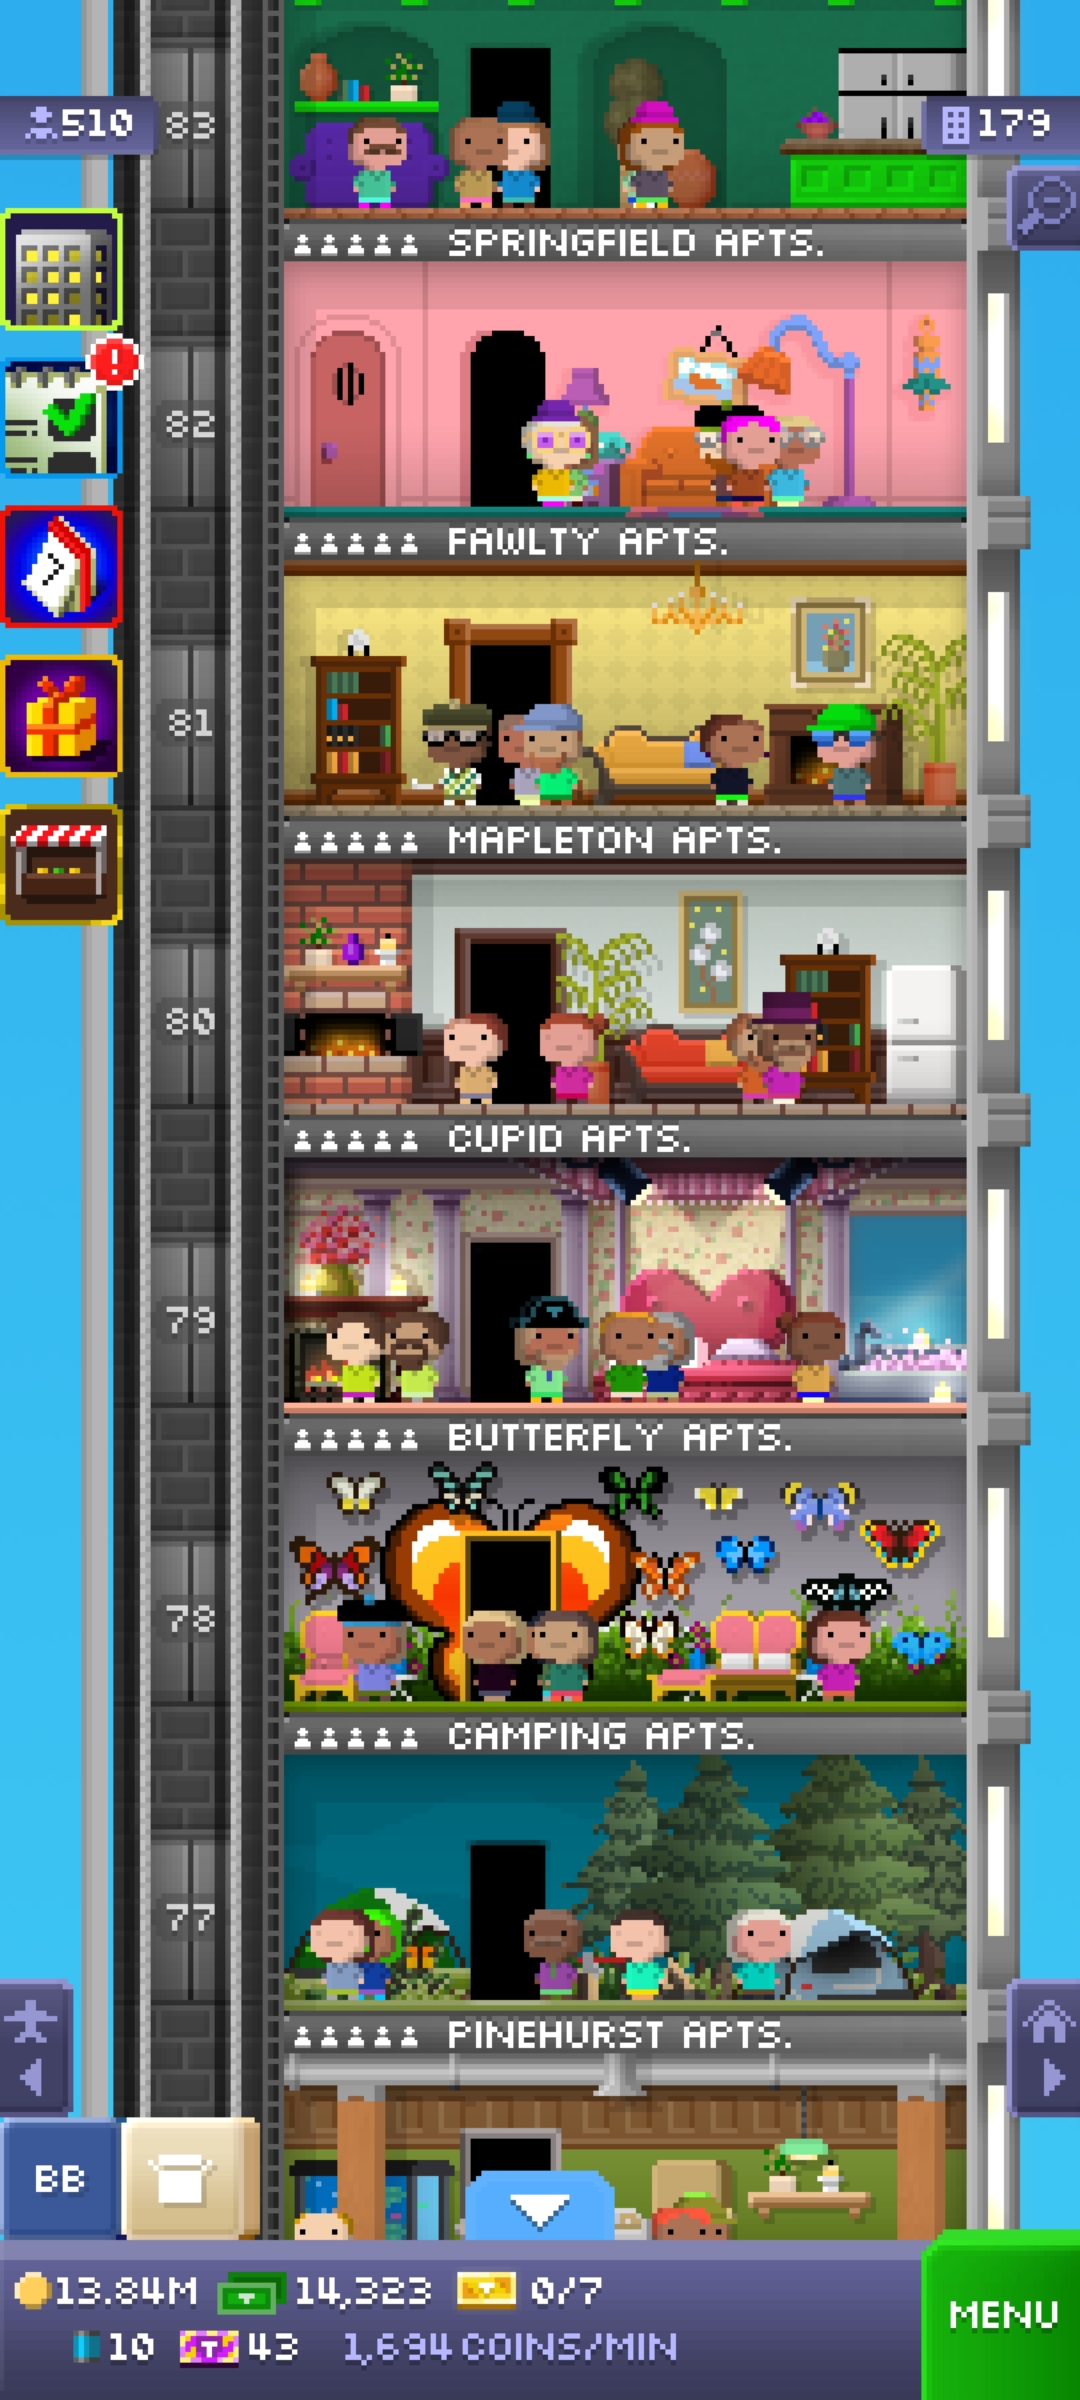 83
510
179
SPRINGFIELD APTS.
82
FAWLTY APTS.
7
81
MAPLETON APTS.
80
CUPID APTS.
79
BUTTERFLY APTS.
78
CAMPING APTS.
77
PINEHURST APTS.
BB
13.84M 14,323 0/7
MENU
10 43 1,694 COINS/MIN